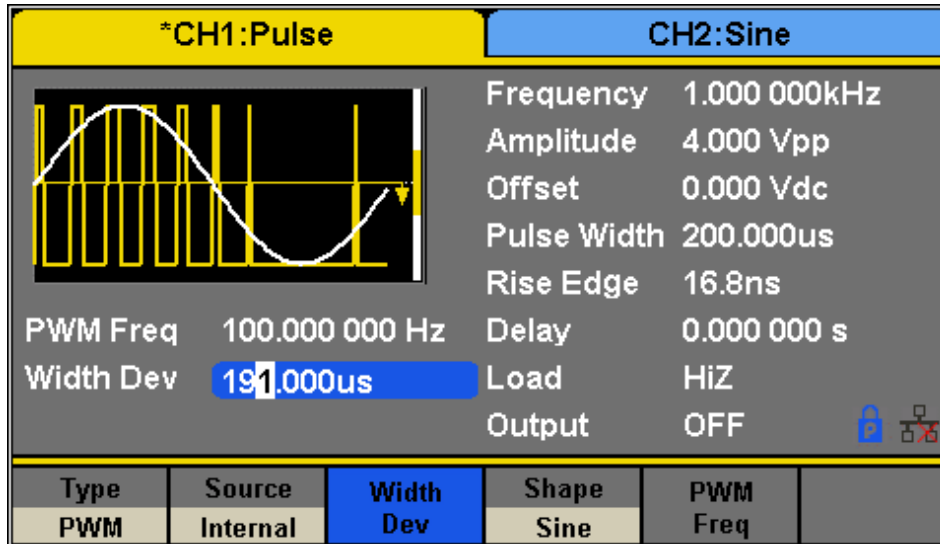 *CH1:Pulse CH2:Sine
Frequency 1.000 000kHz
Amplitude 4.000 Vpp
Offset 0.000 Vdc
Pulse Width 200.000us
Rise Edge 16.8ns
PWM Freq 100.000 000 Hz Delay 0.000 000 s
Width Dev 191.000us Load HiZ
Output OFF P
Type Source Width Shape PWM
PWM Internal Dev Sine Freq